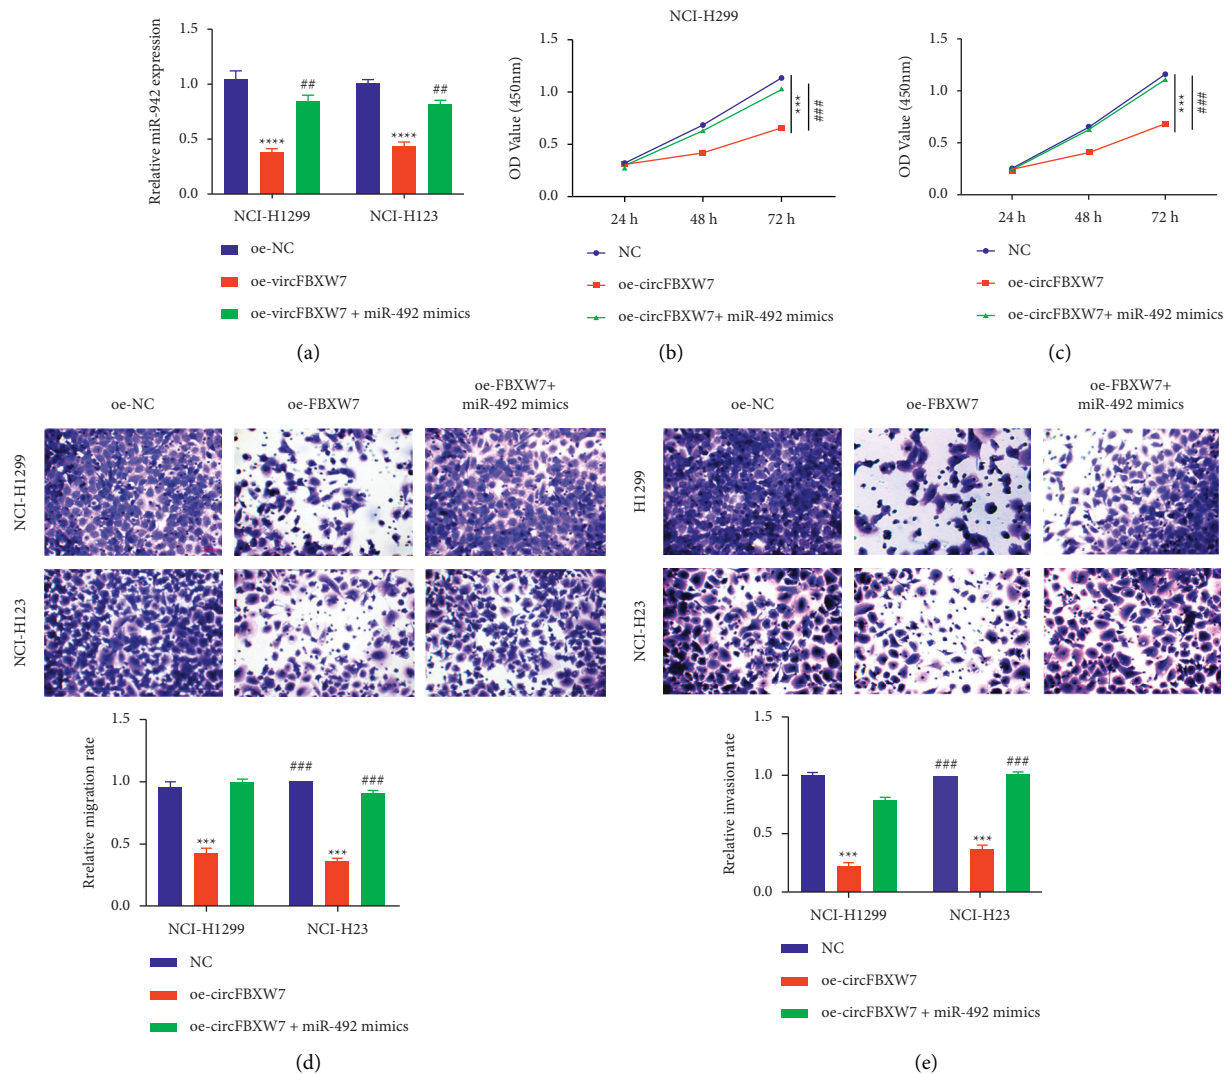 Rrelative miR-942 expression
1.5
1.0
0.5
0.0
****
##
****
##
NCI-H1299
NCI-H123
oe-NC
oe-vircFBXW7
oe-vircFBXW7 + miR-492 mimics
(a)
NCI-H299
OD Value (450nm)
1.5
1.0
0.5
0.0
***
###
24 h
48 h
72 h
NC
oe-circFBXW7
oe-circFBXW7+ miR-492 mimics
(b)
OD Value (450nm)
1.5
1.0
0.5
0.0
***
###
24 h
48 h
72 h
NC
oe-circFBXW7
oe-circFBXW7+ miR-492 mimics
(c)
oe-NC
oe-FBXW7
oe-FBXW7+
miR-492 mimics
NCI-H1299
NCI-H123
Rrelative migration rate
1.5
1.0
0.5
0.0
***
###
***
###
NCI-H1299
NCI-H23
NC
oe-circFBXW7
oe-circFBXW7 + miR-492 mimics
(d)
oe-NC
oe-FBXW7
oe-FBXW7+
miR-492 mimics
H1299
NCI-H23
Rrelative invasion rate
1.5
1.0
0.5
0.0
***
###
***
###
NCI-H1299
NCI-H23
NC
oe-circFBXW7
oe-circFBXW7 + miR-492 mimics
(e)